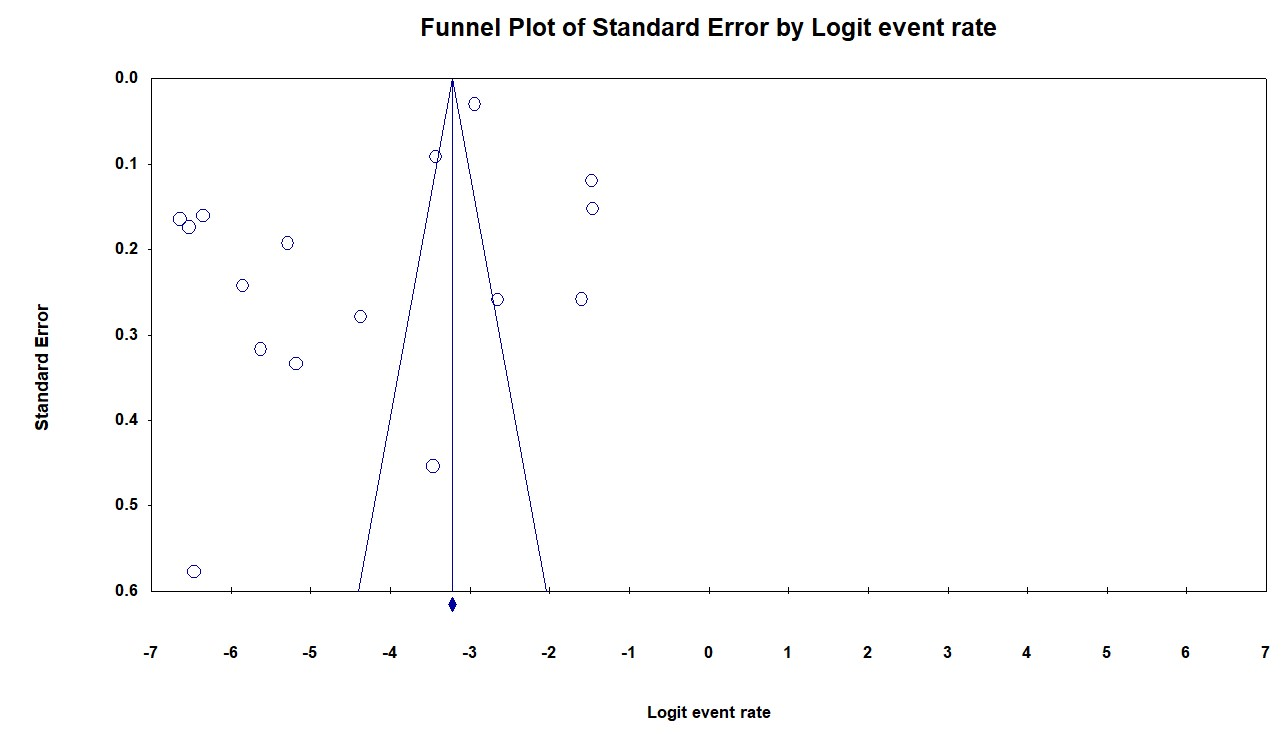 Funnel Plot of Standard Error by Logit event rate
0.0
0.1
0.2
0.3
0.4
0.5
0.6
Standard Error
-7 -6 -5 -4 -3 -2 -1 0 1 2 3 4 5 6 7
Logit event rate